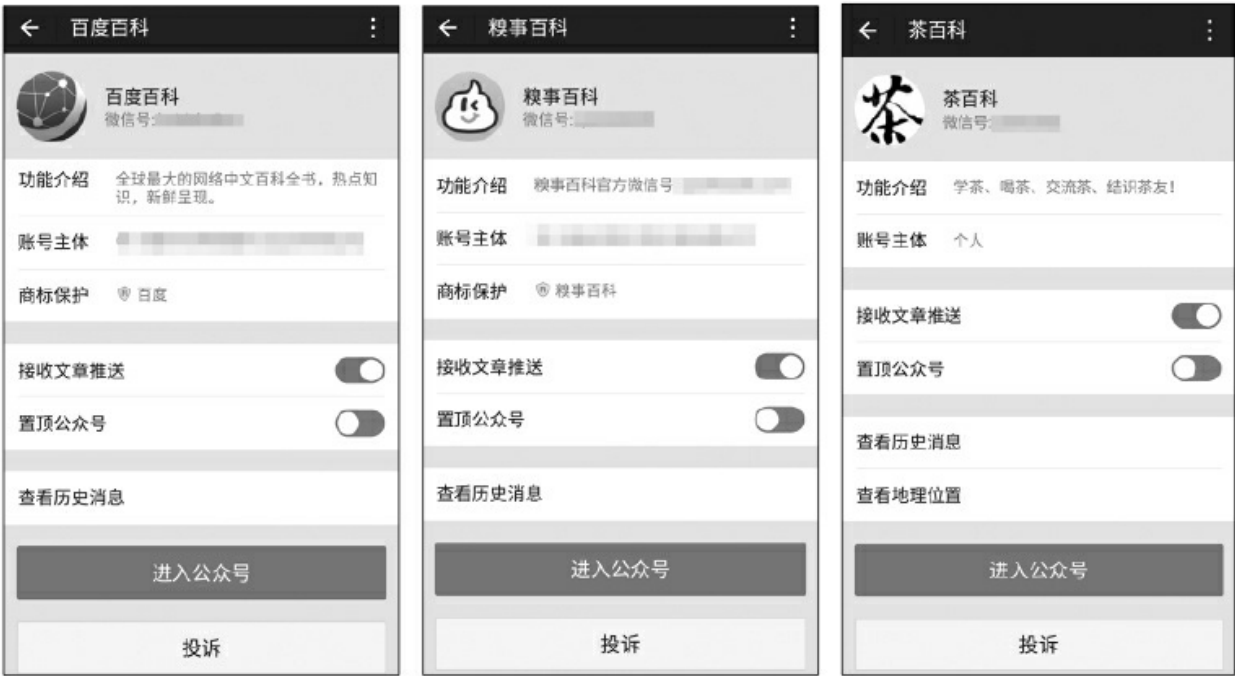 百度百科
百度百科
微信号:
功能介绍 全球最大的网络中文百科全书，热点知
识，新鲜呈现。
账号主体
商标保护 百度
接收文章推送
置顶公众号
查看历史消息
进入公众号
投诉
糗事百科
糗事百科
微信号:
功能介绍 糗事百科官方微信号
账号主体
商标保护 糗事百科
接收文章推送
置顶公众号
查看历史消息
进入公众号
投诉
茶百科
茶
茶百科
微信号:
功能介绍 学茶、喝茶、交流茶、结识茶友！
账号主体 个人
接收文章推送
置顶公众号
查看历史消息
查看地理位置
进入公众号
投诉